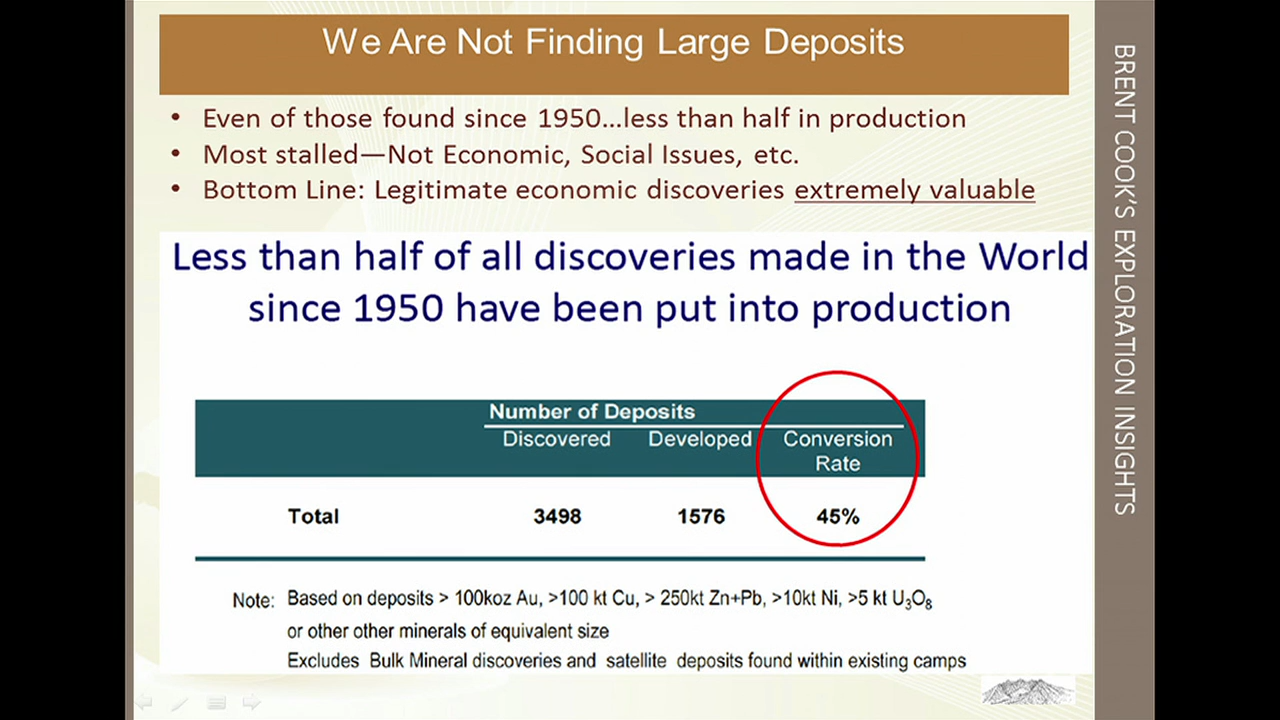 We Are Not Finding Large Deposits
• Even of those found since 1950...less than half in production
• Most stalled—Not Economic, Social Issues, etc.
• Bottom Line: Legitimate economic discoveries extremely valuable
Less than half of all discoveries made in the World
since 1950 have been put into production
Number of Deposits
Discovered Developed Conversion
Rate
Total 3498 1576 45%
Note: Based on deposits > 100koz Au, >100 kt Cu, > 250kt Zn+Pb, >10kt Ni, >5 kt U₃O₈
or other other minerals of equivalent size
Excludes Bulk Mineral discoveries and satellite deposits found within existing camps
BRENT COOK'S EXPLORATION INSIGHTS